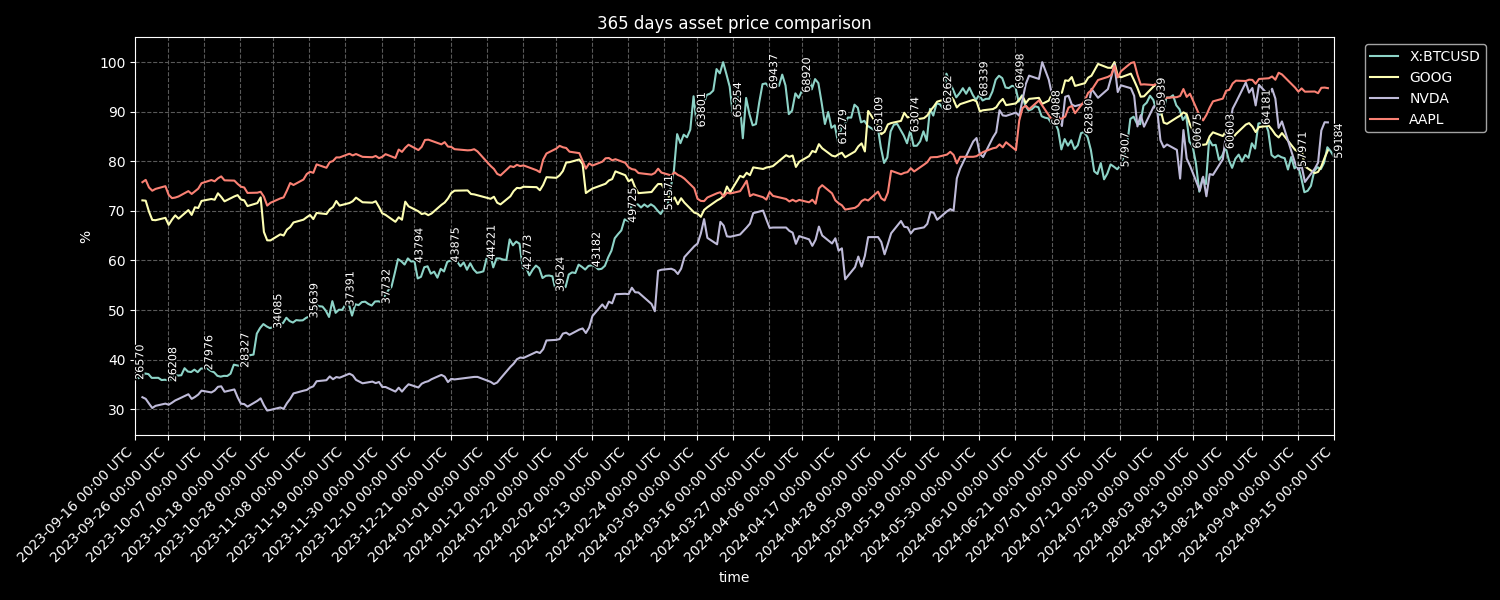 365 days asset price comparison
X:BTCUSD
GOOG
NVDA
AAPL
%
100
90
80
70
60
50
40
30
26570
26208
27976
28327
34085
35639
37391
37732
43794
43875
44221
42773
39524
43182
49725
51571
63801
65254
69437
68920
61279
63109
63074
66262
68339
69498
64088
62830
57907
65939
60675
60603
64181
57971
59184
2023-09-16 00:00 UTC
2023-09-26 00:00 UTC
2023-10-07 00:00 UTC
2023-10-18 00:00 UTC
2023-10-28 00:00 UTC
2023-11-08 00:00 UTC
2023-11-19 00:00 UTC
2023-11-30 00:00 UTC
2023-12-10 00:00 UTC
2023-12-21 00:00 UTC
2024-01-01 00:00 UTC
2024-01-12 00:00 UTC
2024-01-22 00:00 UTC
2024-02-02 00:00 UTC
2024-02-13 00:00 UTC
2024-02-24 00:00 UTC
2024-03-05 00:00 UTC
2024-03-16 00:00 UTC
2024-03-27 00:00 UTC
2024-04-06 00:00 UTC
2024-04-17 00:00 UTC
2024-04-28 00:00 UTC
2024-05-09 00:00 UTC
2024-05-19 00:00 UTC
2024-05-30 00:00 UTC
2024-06-10 00:00 UTC
2024-06-21 00:00 UTC
2024-07-01 00:00 UTC
2024-07-12 00:00 UTC
2024-07-23 00:00 UTC
2024-08-03 00:00 UTC
2024-08-13 00:00 UTC
2024-08-24 00:00 UTC
2024-09-04 00:00 UTC
2024-09-15 00:00 UTC
time